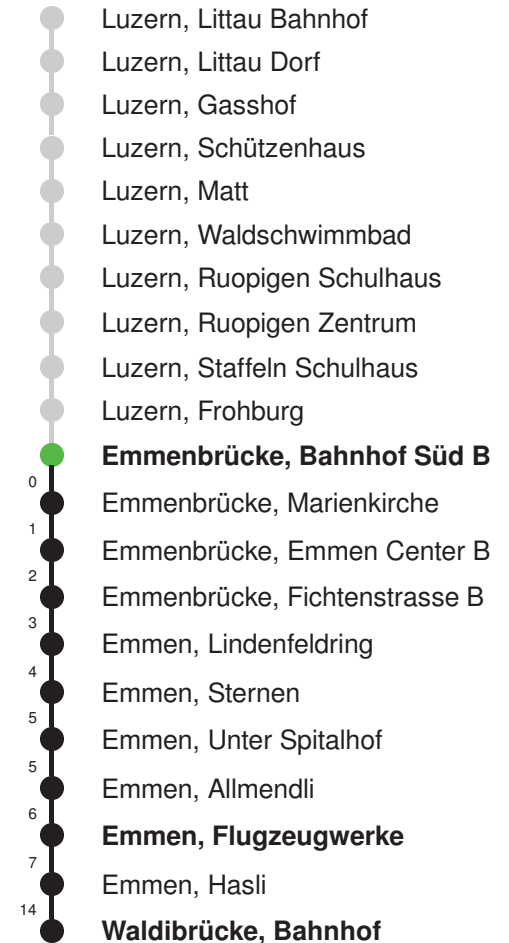 Luzern, Littau Bahnhof
Luzern, Littau Dorf
Luzern, Gasshof
Luzern, Schützenhaus
Luzern, Matt
Luzern, Waldschwimmbad
Luzern, Ruopigen Schulhaus
Luzern, Ruopigen Zentrum
Luzern, Staffeln Schulhaus
Luzern, Frohburg
Emmenbrücke, Bahnhof Süd B
0 Emmenbrücke, Marienkirche
1 Emmenbrücke, Emmen Center B
2 Emmenbrücke, Fichtenstrasse B
3 Emmen, Lindenfeldring
4 Emmen, Sternen
5 Emmen, Unter Spitalhof
5 Emmen, Allmendli
6 Emmen, Flugzeugwerke
7 Emmen, Hasli
14 Waldibrücke, Bahnhof